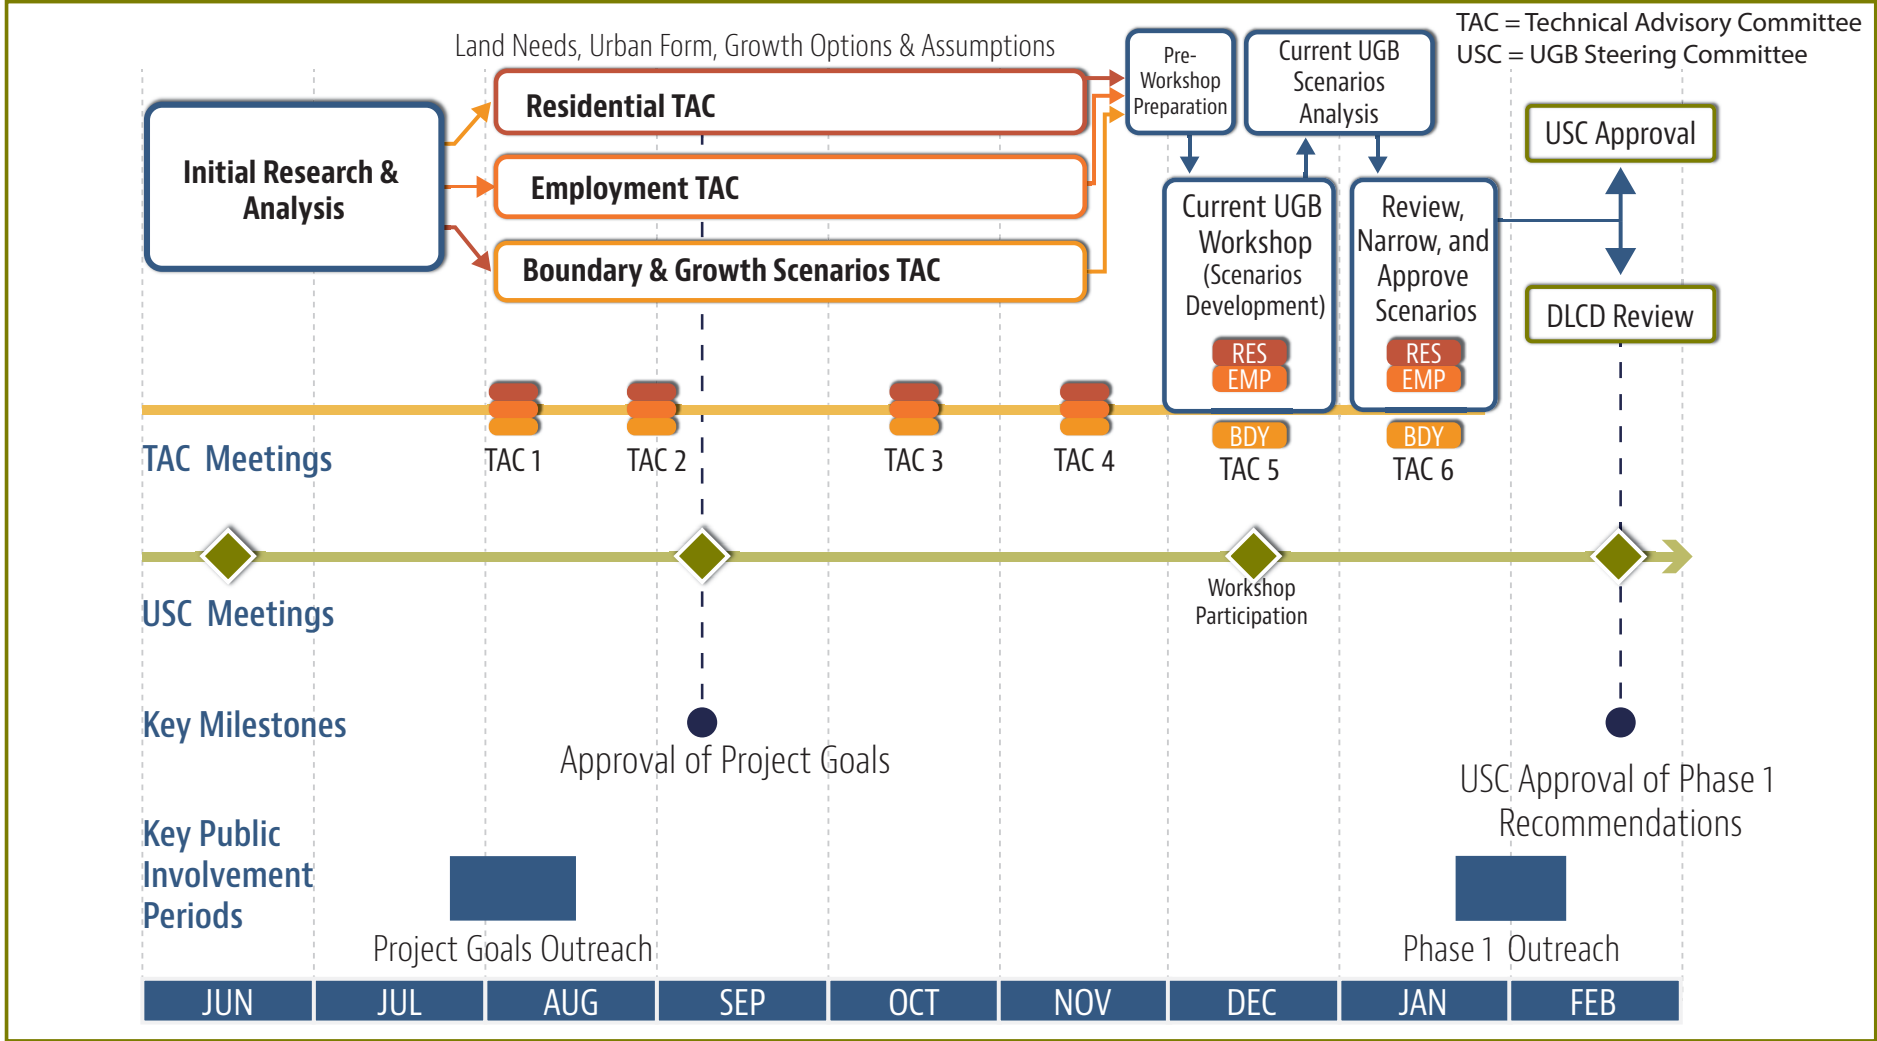 TAC = Technical Advisory Committee
USC = UGB Steering Committee
Land Needs, Urban Form, Growth Options & Assumptions
Initial Research &
Analysis
Residential TAC
Employment TAC
Boundary & Growth Scenarios TAC
Pre-
Workshop
Preparation
Current UGB
Scenarios
Analysis
Current UGB
Workshop
(Scenarios
Development)
RES
EMP
BDY
Review,
Narrow, and
Approve
Scenarios
RES
EMP
BDY
USC Approval
DLCD Review
TAC Meetings
TAC 1
TAC 2
TAC 3
TAC 4
TAC 5
TAC 6
USC Meetings
Workshop
Participation
Key Milestones
Approval of Project Goals
USC Approval of Phase 1
Recommendations
Key Public
Involvement
Periods
Project Goals Outreach
Phase 1 Outreach
JUN
JUL
AUG
SEP
OCT
NOV
DEC
JAN
FEB